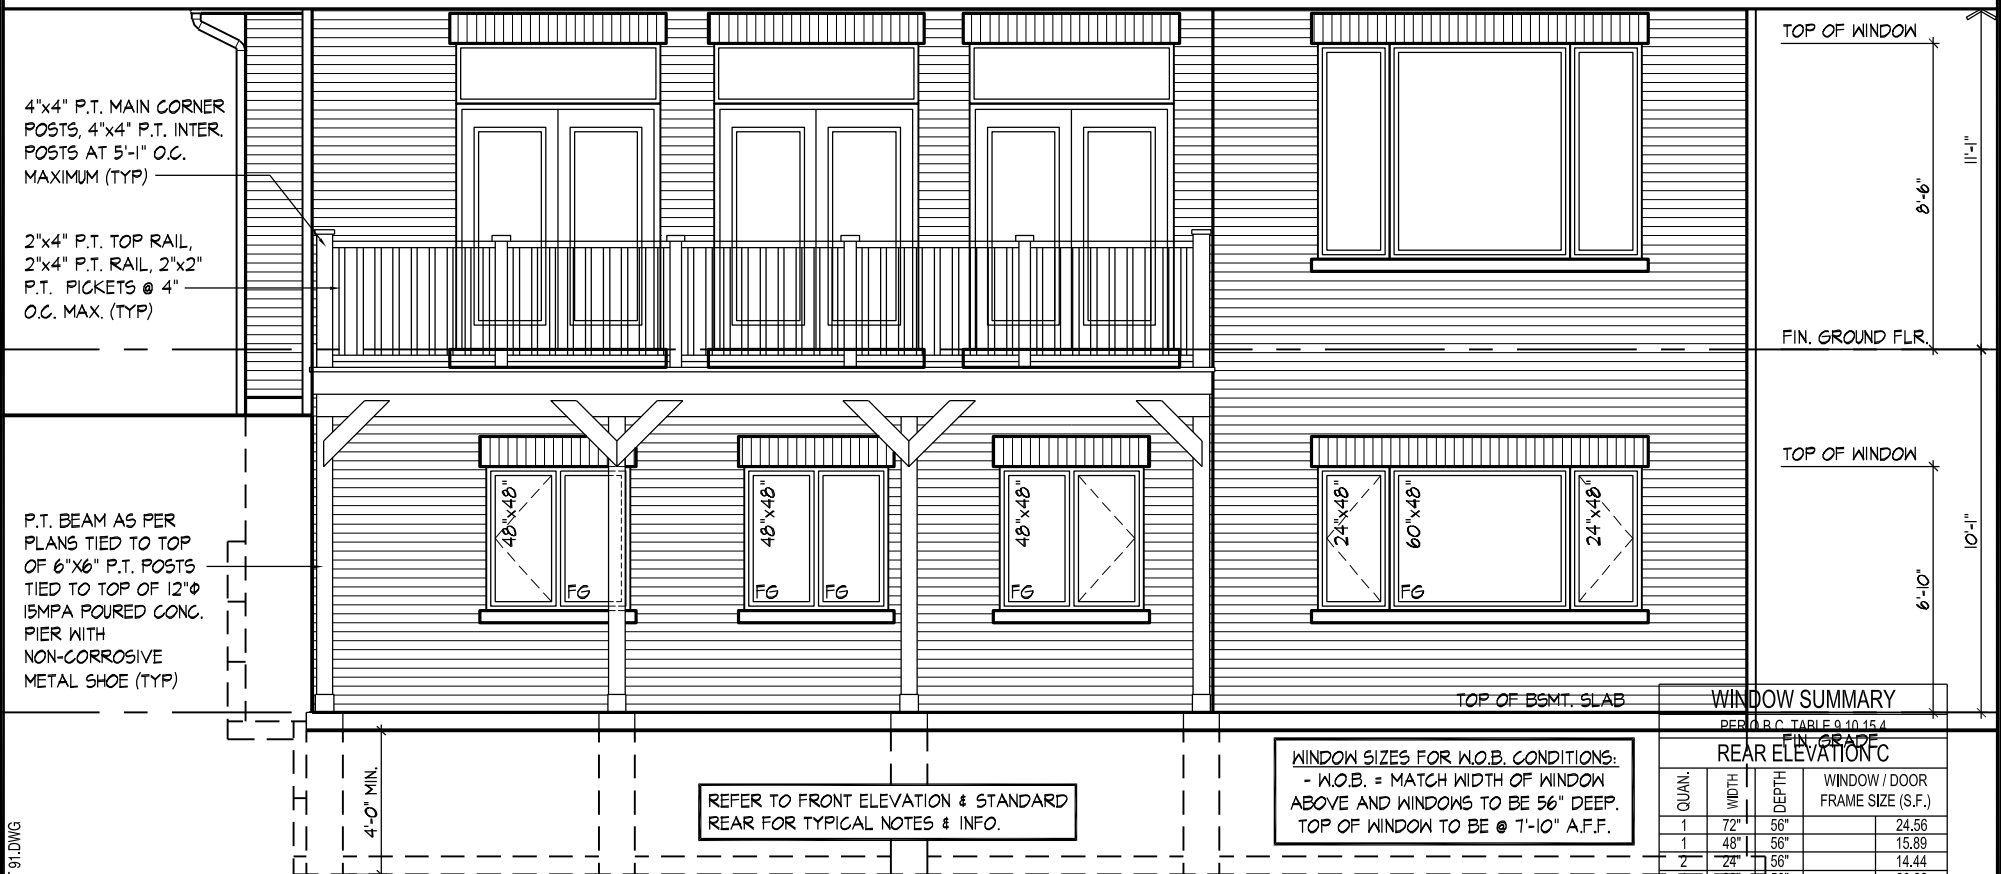 4"x4" P.T. MAIN CORNER
POSTS, 4"x4" P.T. INTER.
POSTS AT 5'-1" O.C.
MAXIMUM (TYP)
2"x4" P.T. TOP RAIL,
2"x4" P.T. RAIL, 2"x2"
P.T. PICKETS @ 4"
O.C. MAX. (TYP)
P.T. BEAM AS PER
PLANS TIED TO TOP
OF 6"X6" P.T. POSTS
TIED TO TOP OF 12"Φ
15MPA POURED CONC.
PIER WITH
NON-CORROSIVE
METAL SHOE (TYP)
TOP OF WINDOW
8'-6"
11'-1"
FIN. GROUND FLR.
TOP OF WINDOW
6'-10"
10'-1"
48"x48"
FG
48"x48"
FG
FG
48"x48"
FG
24"x48"
60"x48"
24"x48"
FG
TOP OF BSMT. SLAB
FIN. GRADE
4'-0" MIN.
REFER TO FRONT ELEVATION & STANDARD
REAR FOR TYPICAL NOTES & INFO.
WINDOW SIZES FOR W.O.B. CONDITIONS:
- W.O.B. = MATCH WIDTH OF WINDOW
ABOVE AND WINDOWS TO BE 56" DEEP.
TOP OF WINDOW TO BE @ 7'-10" A.F.F.
WINDOW SUMMARY
PER O.B.C. TABLE 9.10.15.4
REAR ELEVATION C
QUAN. WIDTH DEPTH WINDOW / DOOR
FRAME SIZE (S.F.)
1 72" 56" 24.56
1 48" 56" 15.89
2 24" 56" 14.44
91.DWG